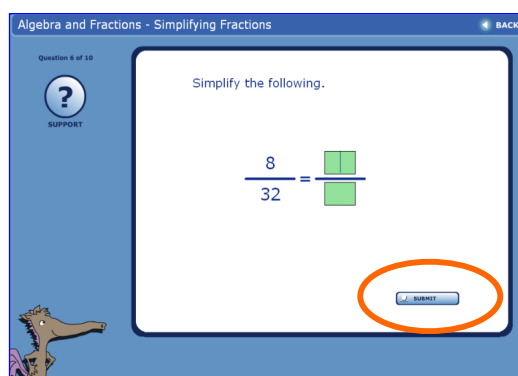 Algebra and Fractions - Simplifying Fractions
BACK
Question 6 of 10
?
SUPPORT
Simplify the following.
8
=
32
SUBMIT